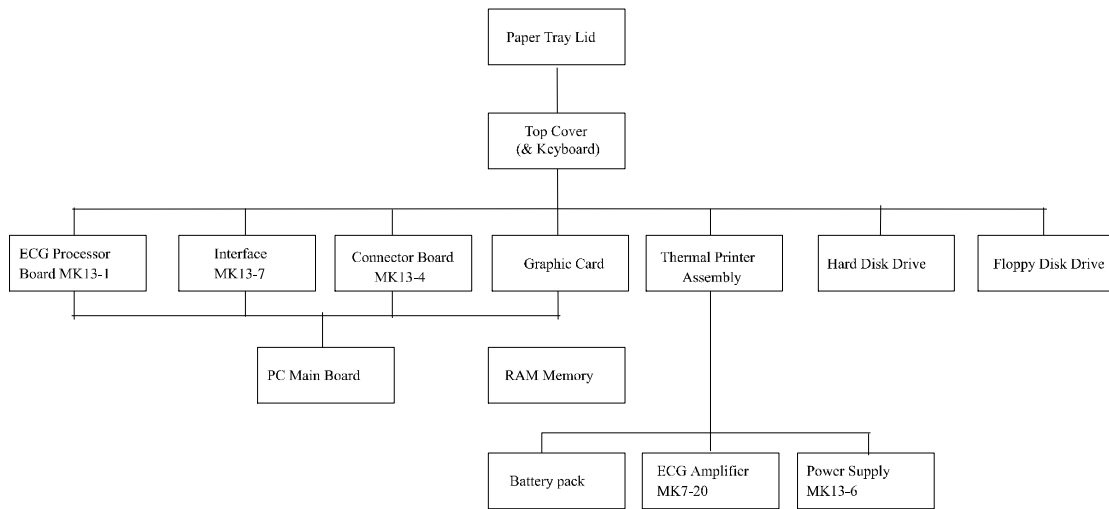 Paper Tray Lid
Top Cover
(& Keyboard)
ECG Processor
Board MK13-1
Interface
MK13-7
Connector Board
MK13-4
Graphic Card
Thermal Printer
Assembly
Hard Disk Drive
Floppy Disk Drive
PC Main Board
RAM Memory
Battery pack
ECG Amplifier
MK7-20
Power Supply
MK13-6